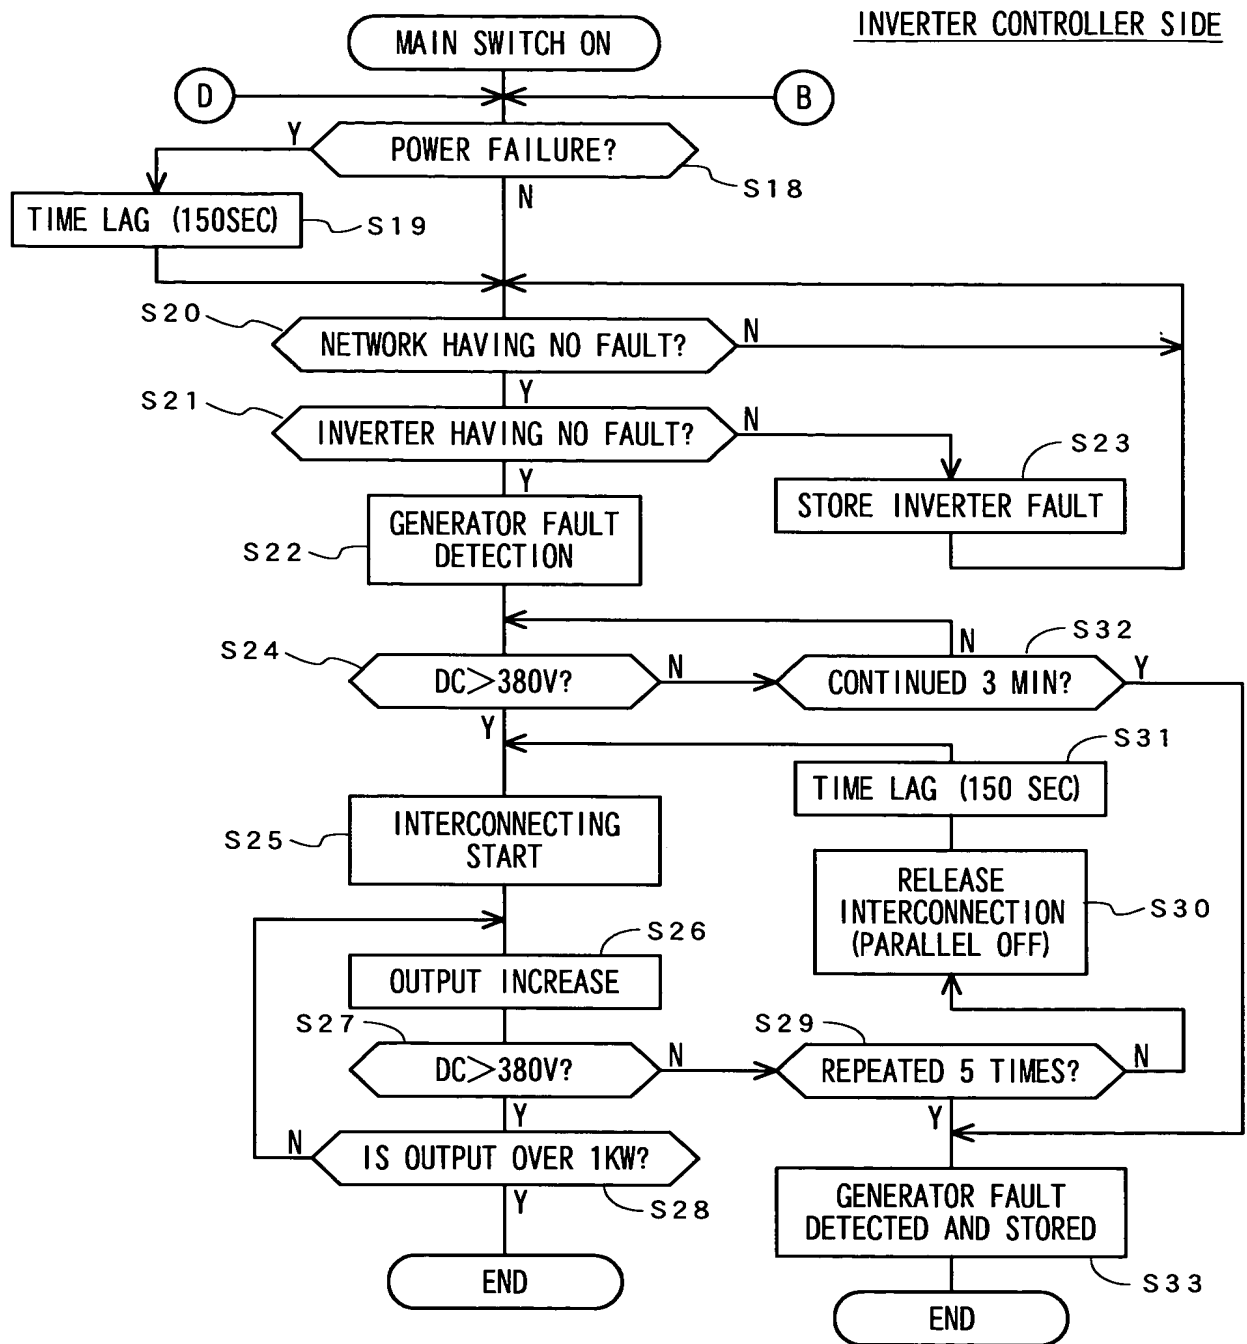 INVERTER CONTROLLER SIDE
MAIN SWITCH ON
D
B
Y
POWER FAILURE?
S18
N
TIME LAG (150SEC)
S19
S20
NETWORK HAVING NO FAULT?
N
Y
S21
INVERTER HAVING NO FAULT?
N
Y
S23
STORE INVERTER FAULT
GENERATOR FAULT
DETECTION
S22
S24
DC>380V?
N
Y
S32
N
CONTINUED 3 MIN?
Y
S31
TIME LAG (150 SEC)
S25
INTERCONNECTING
START
RELEASE
INTERCONNECTION
(PARALLEL OFF)
S30
S26
OUTPUT INCREASE
S27
DC>380V?
N
Y
S29
REPEATED 5 TIMES?
N
Y
N
IS OUTPUT OVER 1KW?
S28
Y
GENERATOR FAULT
DETECTED AND STORED
S33
END
END